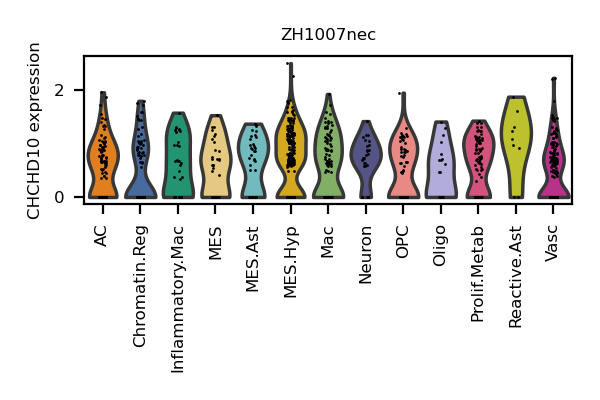 ZH1007nec
CHCHD10 expression
2
0
AC
Chromatin.Reg
Inflammatory.Mac
MES
MES.Ast
MES.Hyp
Mac
Neuron
OPC
Oligo
Prolif.Metab
Reactive.Ast
Vasc